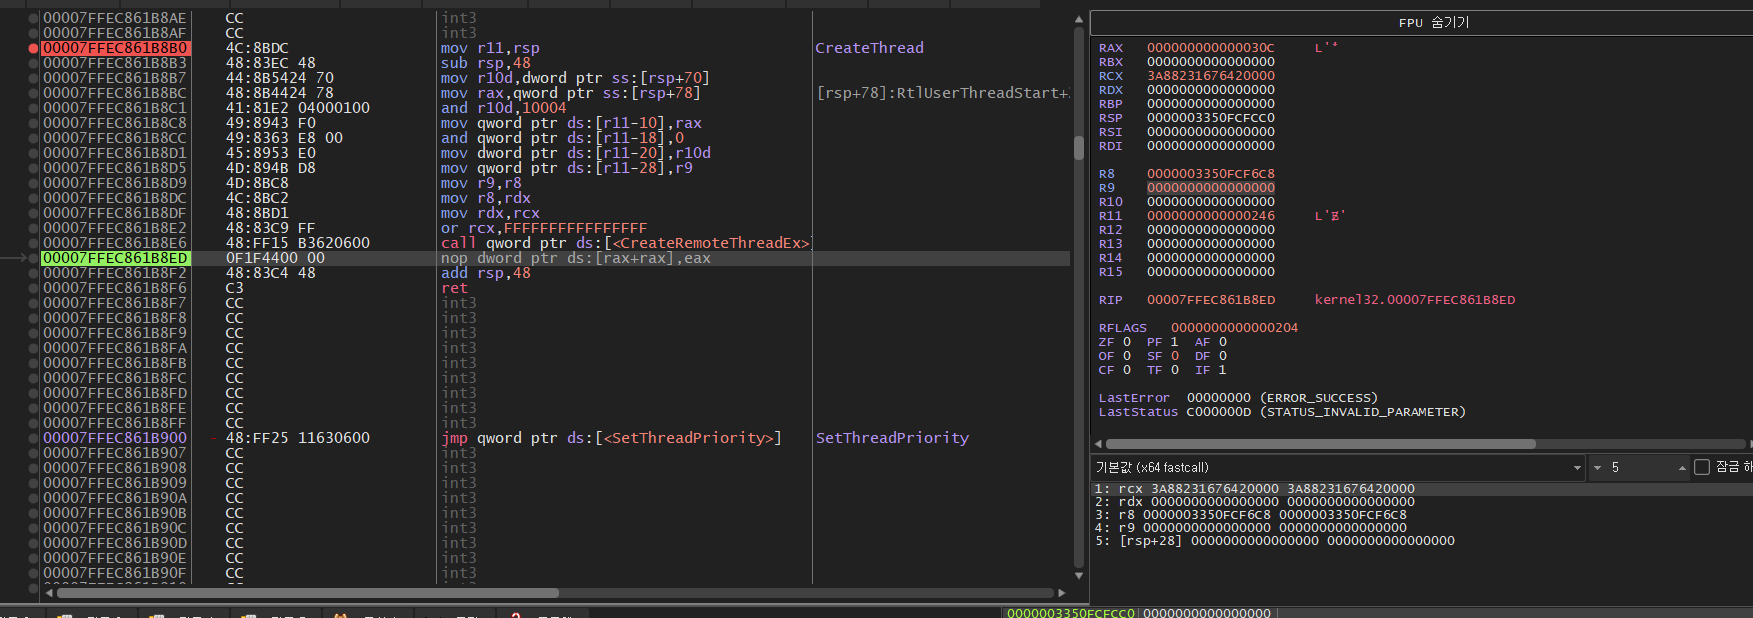 00007FFEC861B8AE CC int3
00007FFEC861B8AF CC int3
00007FFEC861B8B0 4C:8BDC mov r11,rsp CreateThread
00007FFEC861B8B3 48:83EC 48 sub rsp,48
00007FFEC861B8B7 44:8B5424 70 mov r10d,dword ptr ss:[rsp+70]
00007FFEC861B8BC 48:8B4424 78 mov rax,qword ptr ss:[rsp+78] [rsp+78]:RtlUserThreadStart+
00007FFEC861B8C1 41:81E2 04000100 and r10d,10004
00007FFEC861B8C8 49:8943 F0 mov qword ptr ds:[r11-10],rax
00007FFEC861B8CC 49:8363 E8 00 and qword ptr ds:[r11-18],0
00007FFEC861B8D1 45:8953 E0 mov dword ptr ds:[r11-20],r10d
00007FFEC861B8D5 4D:894B D8 mov qword ptr ds:[r11-28],r9
00007FFEC861B8D9 4D:8BC8 mov r9,r8
00007FFEC861B8DC 4C:8BC2 mov r8,rdx
00007FFEC861B8DF 48:8BD1 mov rdx,rcx
00007FFEC861B8E2 48:83C9 FF or rcx,FFFFFFFFFFFFFFFF
00007FFEC861B8E6 48:FF15 B3620600 call qword ptr ds:[<CreateRemoteThreadEx>]
00007FFEC861B8ED 0F1F4400 00 nop dword ptr ds:[rax+rax],eax
00007FFEC861B8F2 48:83C4 48 add rsp,48
00007FFEC861B8F6 C3 ret
00007FFEC861B8F7 CC int3
00007FFEC861B8F8 CC int3
00007FFEC861B8F9 CC int3
00007FFEC861B8FA CC int3
00007FFEC861B8FB CC int3
00007FFEC861B8FC CC int3
00007FFEC861B8FD CC int3
00007FFEC861B8FE CC int3
00007FFEC861B8FF CC int3
00007FFEC861B900 - 48:FF25 11630600 jmp qword ptr ds:[<SetThreadPriority>] SetThreadPriority
00007FFEC861B907 CC int3
00007FFEC861B908 CC int3
00007FFEC861B909 CC int3
00007FFEC861B90A CC int3
00007FFEC861B90B CC int3
00007FFEC861B90C CC int3
00007FFEC861B90D CC int3
00007FFEC861B90E CC int3
00007FFEC861B90F CC int3
FPU 숨기기
RAX 000000000000030C
RBX 0000000000000000
RCX 3A88231676420000
RDX 0000000000000000
RBP 0000000000000000
RSP 0000003350FCFCC0
RSI 0000000000000000
RDI 0000000000000000
R8 0000003350FCF6C8
R9 0000000000000000
R10 0000000000000000
R11 0000000000000246
R12 0000000000000000
R13 0000000000000000
R14 0000000000000000
R15 0000000000000000
RIP 00007FFEC861B8ED kernel32.00007FFEC861B8ED
RFLAGS 0000000000000204
ZF 0 PF 1 AF 0
OF 0 SF 0 DF 0
CF 0 TF 0 IF 1
LastError 00000000 (ERROR_SUCCESS)
LastStatus C000000D (STATUS_INVALID_PARAMETER)
기본값 (x64 fastcall) 5 잠금 해
1: rcx 3A88231676420000 3A88231676420000
2: rdx 0000000000000000 0000000000000000
3: r8 0000003350FCF6C8 0000003350FCF6C8
4: r9 0000000000000000 0000000000000000
5: [rsp+28] 0000000000000000 0000000000000000
0000003350FCFCC0 0000000000000000